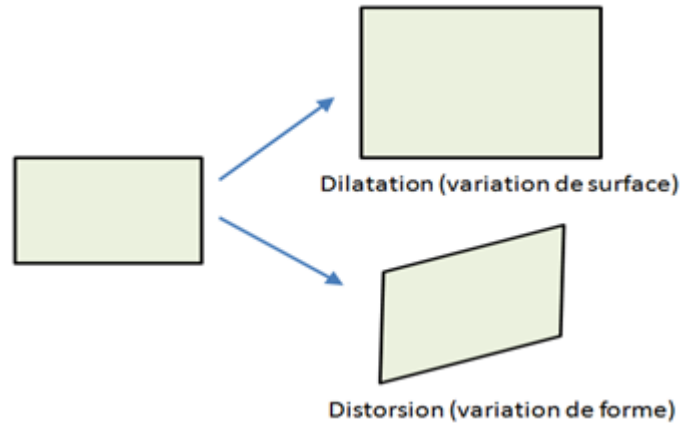 Dilatation (variation de surface)
Distorsion (variation de forme)